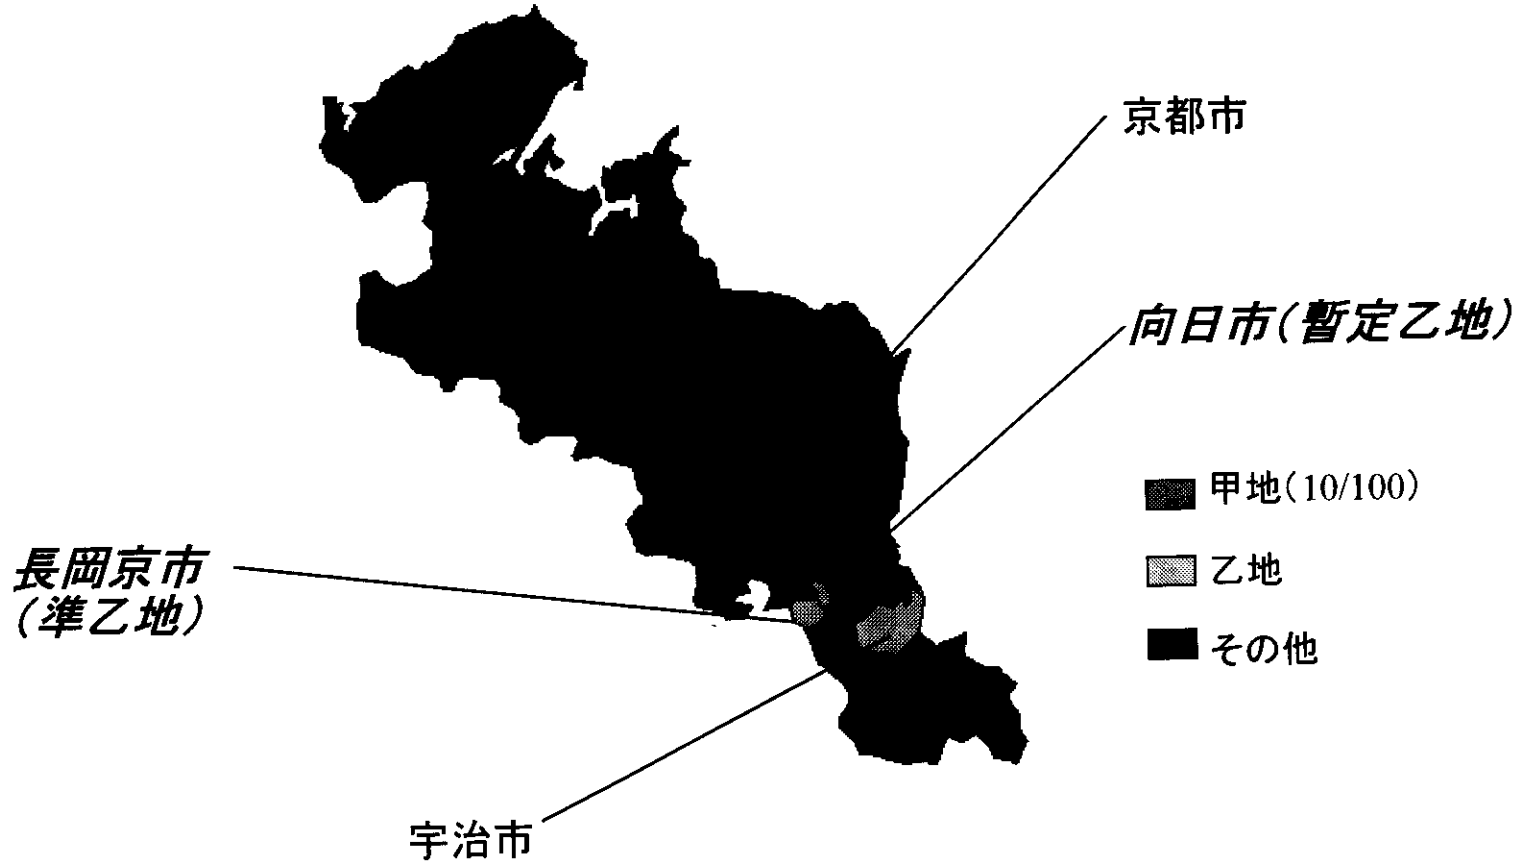 京都市
向日市(暫定乙地)
甲地(10/100)
乙地
その他
長岡京市
(準乙地)
宇治市